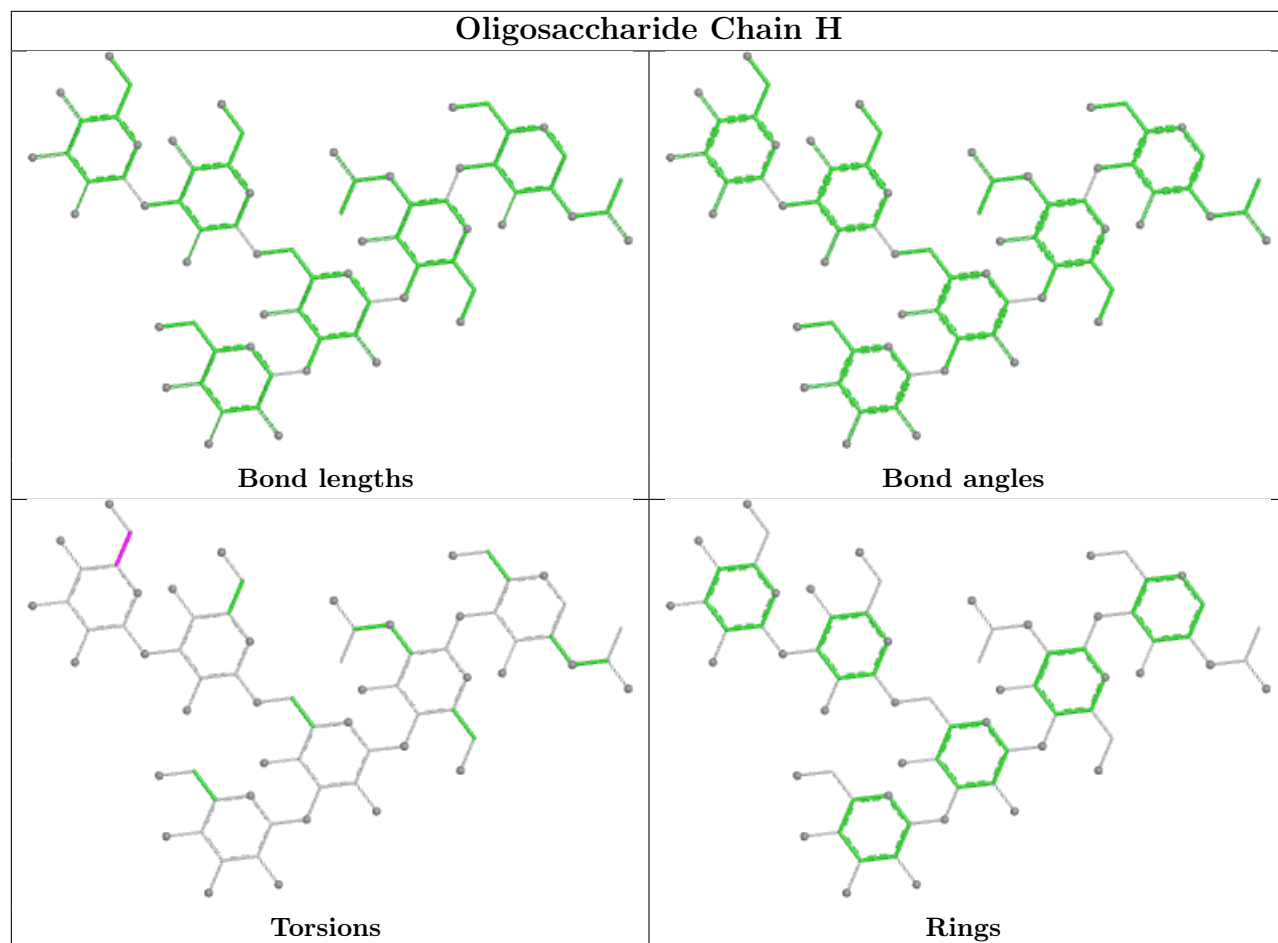 Oligosaccharide Chain H
Bond lengths
Bond angles
Torsions
Rings